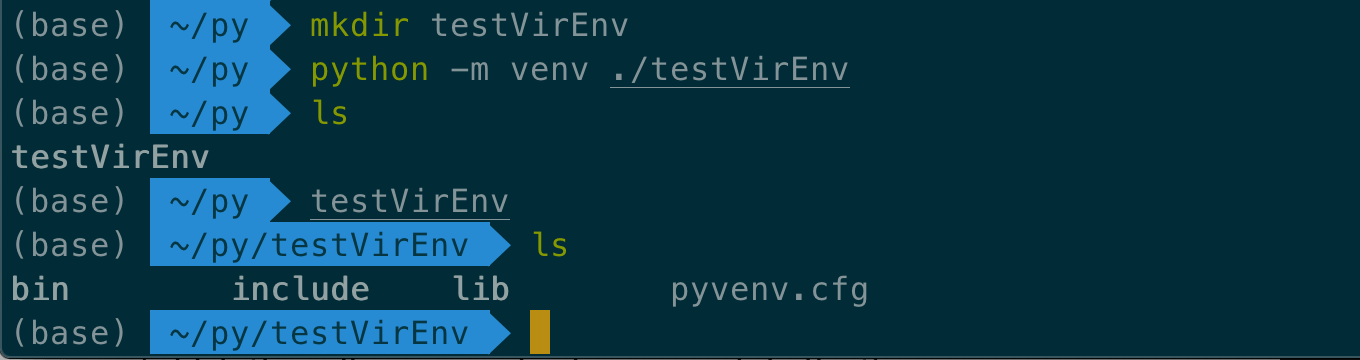 (base) ~/py mkdir testVirEnv
(base) ~/py python -m venv ./testVirEnv
(base) ~/py ls
testVirEnv
(base) ~/py testVirEnv
(base) ~/py/testVirEnv ls
bin include lib pyvenv.cfg
(base) ~/py/testVirEnv